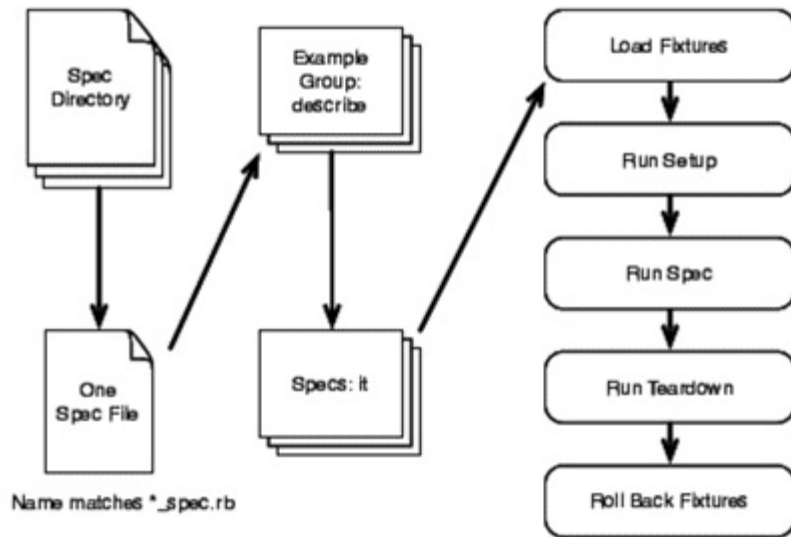 Spec
Directory
One
Spec File
Name matches *_spec.rb
Example
Group:
describe
Specs: it
Load Fixtures
Run Setup
Run Spec
Run Teardown
Roll Back Fixtures